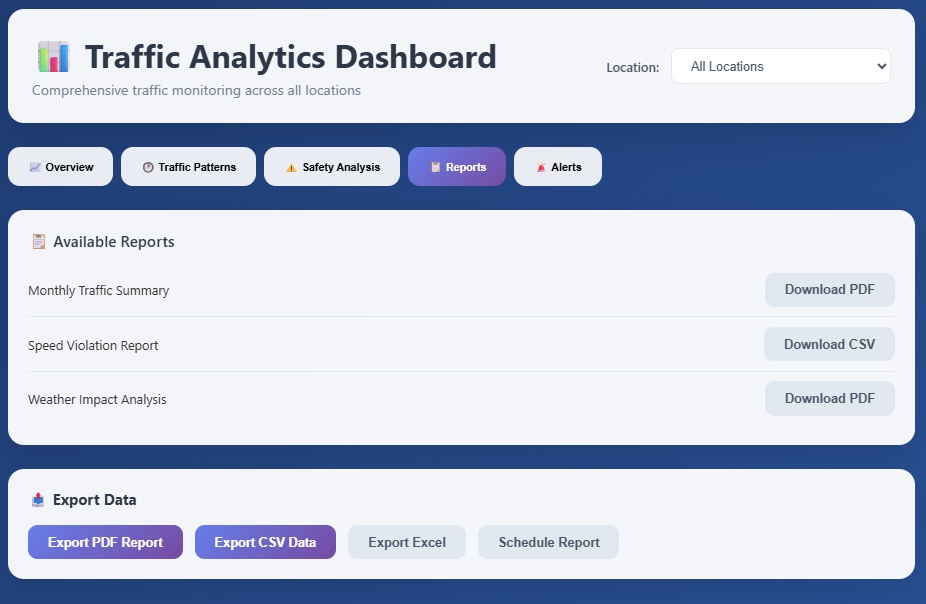 Traffic Analytics Dashboard
Comprehensive traffic monitoring across all locations
Location:
All Locations
Overview
Traffic Patterns
Safety Analysis
Reports
Alerts
Available Reports
Monthly Traffic Summary
Download PDF
Speed Violation Report
Download CSV
Weather Impact Analysis
Download PDF
Export Data
Export PDF Report
Export CSV Data
Export Excel
Schedule Report